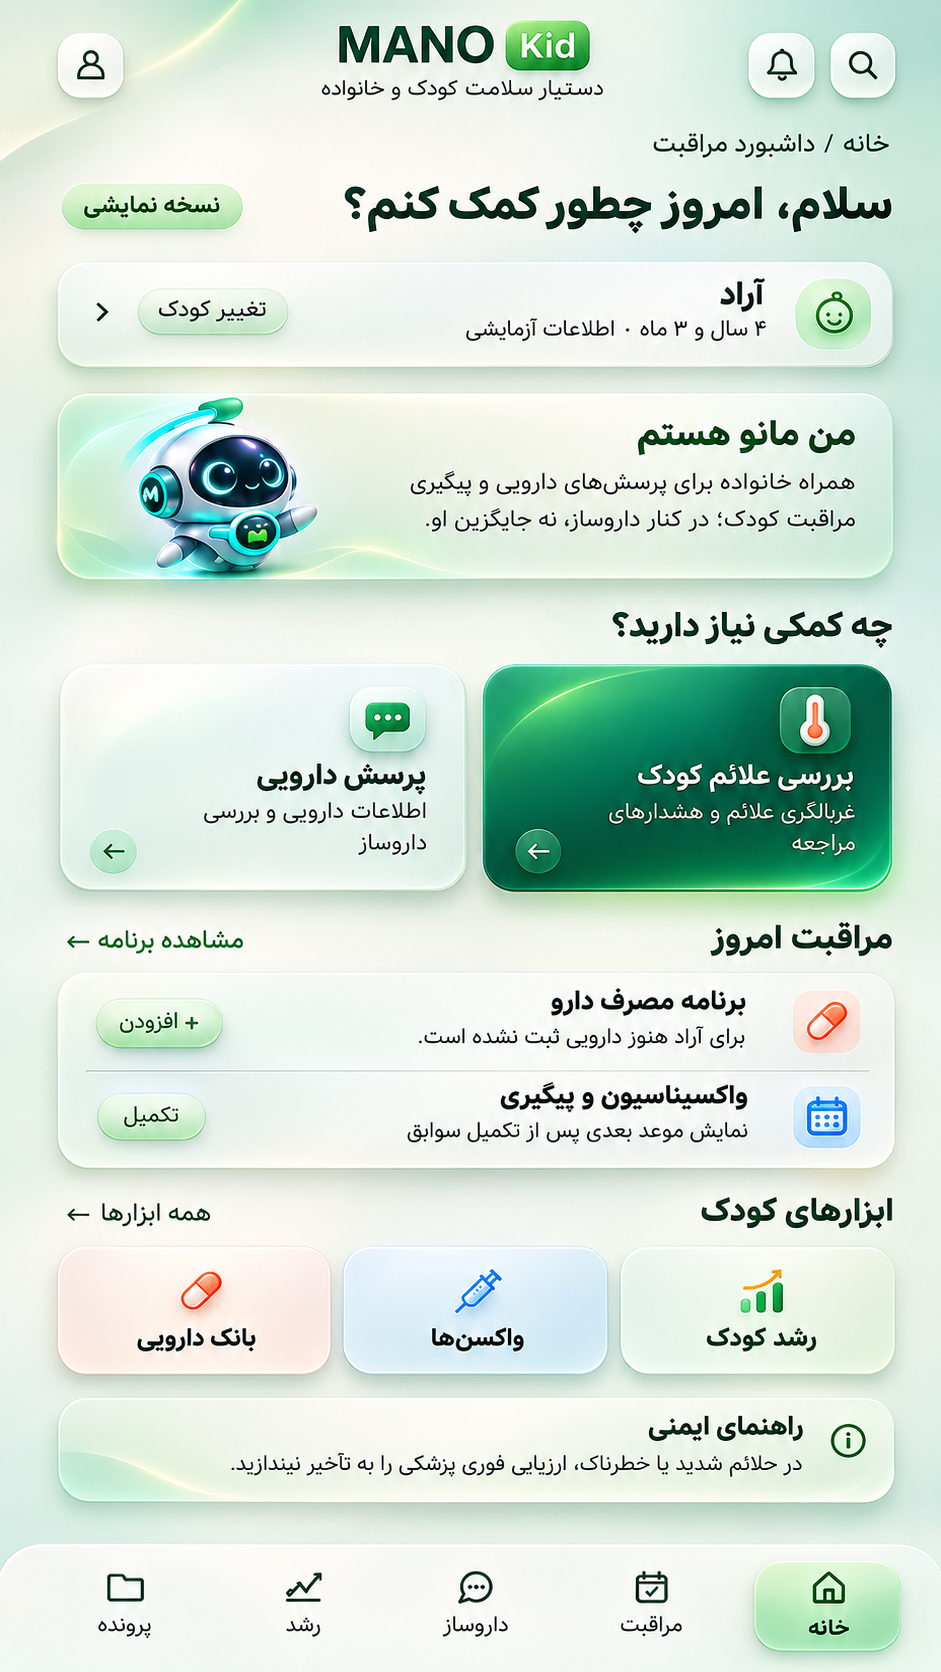 MANO Kid
دستیار سلامت کودک و خانواده
خانه / داشبورد مراقبت
سلام، امروز چطور کمک کنم؟
نسخه نمایشی
آراد
۴ سال و ۳ ماه · اطلاعات آزمایشی
تغییر کودک
من مانو هستم
همراه خانواده برای پرسش‌های دارویی و پیگیری
مراقبت کودک؛ در کنار داروساز، نه جایگزین او.
M
چه کمکی نیاز دارید؟
بررسی علائم کودک
غربالگری علائم و هشدارهای
مراجعه
پرسش دارویی
اطلاعات دارویی و بررسی
داروساز
مراقبت امروز
مشاهده برنامه ←
برنامه مصرف دارو
برای آراد هنوز دارویی ثبت نشده است.
+ افزودن
واکسیناسیون و پیگیری
نمایش موعد بعدی پس از تکمیل سوابق
تکمیل
ابزارهای کودک
همه ابزارها ←
رشد کودک
واکسن‌ها
بانک دارویی
راهنمای ایمنی
در علائم شدید یا خطرناک، ارزیابی فوری پزشکی را به تأخیر نیندازید.
خانه
مراقبت
داروساز
رشد
پرونده